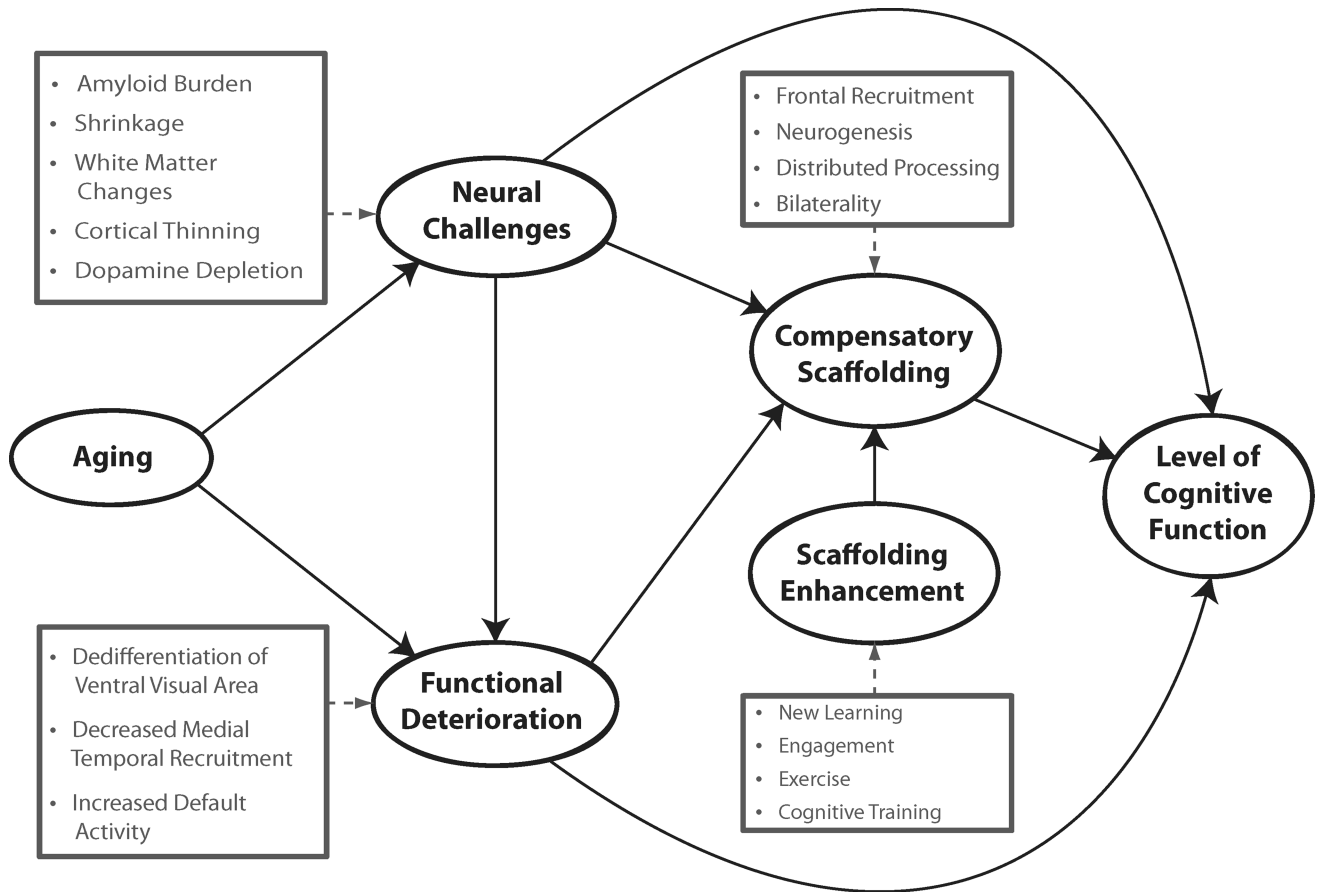 • Amyloid Burden
• Shrinkage
• White Matter
Changes
• Cortical Thinning
• Dopamine Depletion
Neural
Challenges
• Frontal Recruitment
• Neurogenesis
• Distributed Processing
• Bilaterality
Compensatory
Scaffolding
Aging
Level of
Cognitive
Function
Scaffolding
Enhancement
• Dedifferentiation of
Ventral Visual Area
• Decreased Medial
Temporal Recruitment
• Increased Default
Activity
Functional
Deterioration
• New Learning
• Engagement
• Exercise
• Cognitive Training